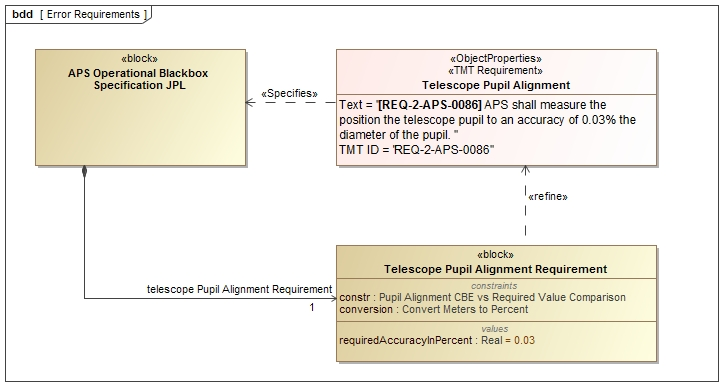 bdd [ Error Requirements ]
«block»
APS Operational Blackbox
Specification JPL
«Specifies»
«ObjectProperties»
«TMT Requirement»
Telescope Pupil Alignment
Text = "[REQ-2-APS-0086] APS shall measure the
position the telescope pupil to an accuracy of 0.03% the
diameter of the pupil. "
TMT ID = "REQ-2-APS-0086"
«refine»
telescope Pupil Alignment Requirement
1
«block»
Telescope Pupil Alignment Requirement
constraints
constr : Pupil Alignment CBE vs Required Value Comparison
conversion : Convert Meters to Percent
values
requiredAccuracyInPercent : Real = 0.03